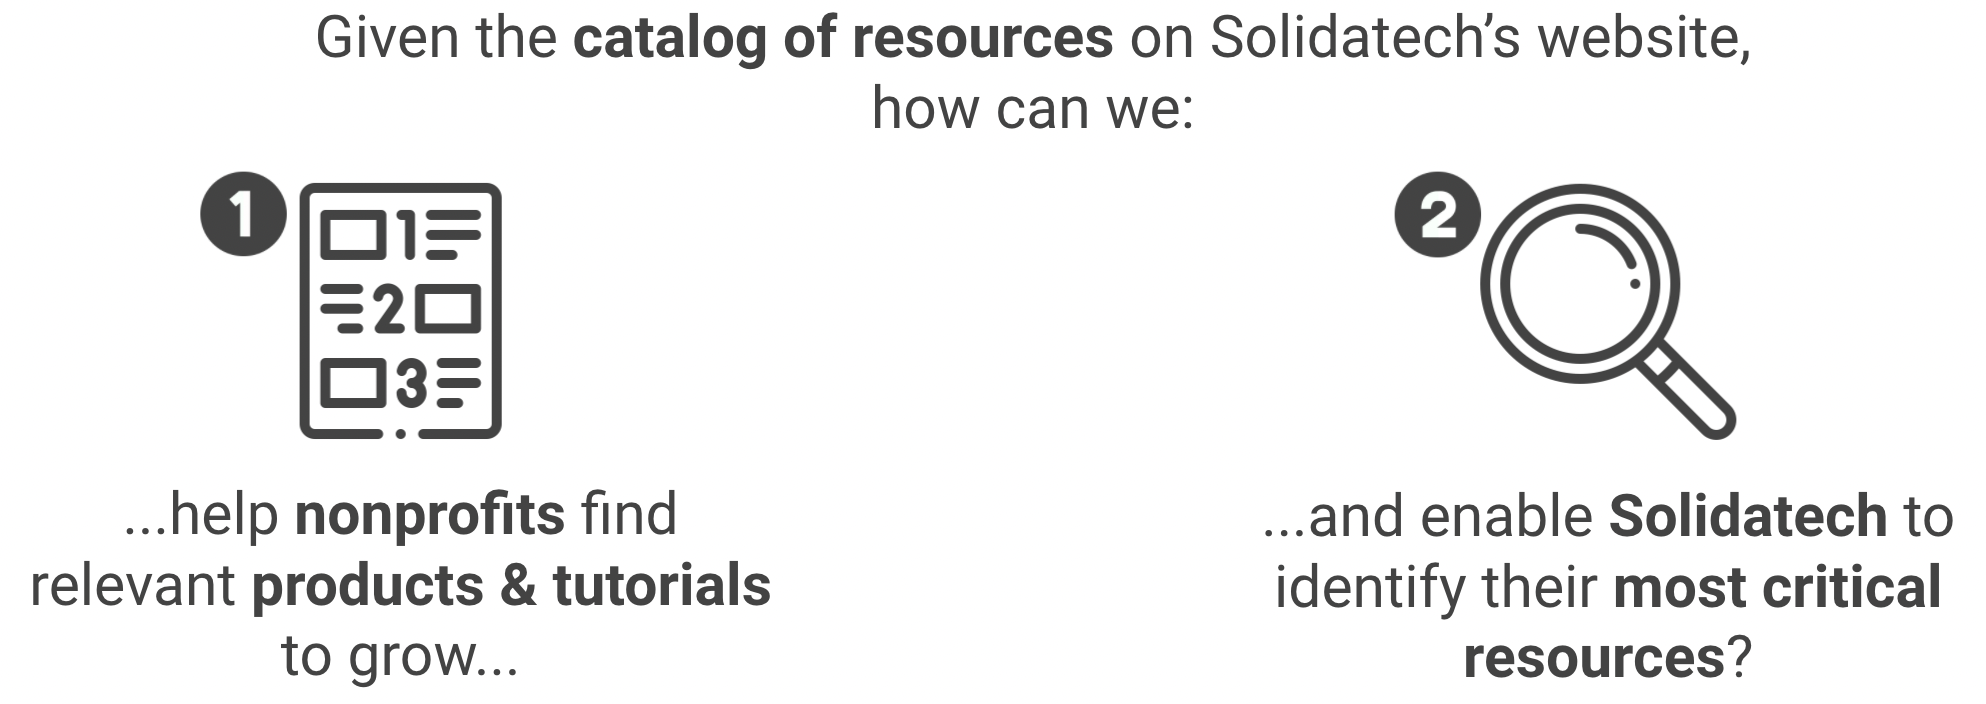 Given the catalog of resources on Solidatech’s website,
how can we:
1
1
2
3
2
...help nonprofits find
relevant products & tutorials
to grow...
...and enable Solidatech to
identify their most critical
resources?